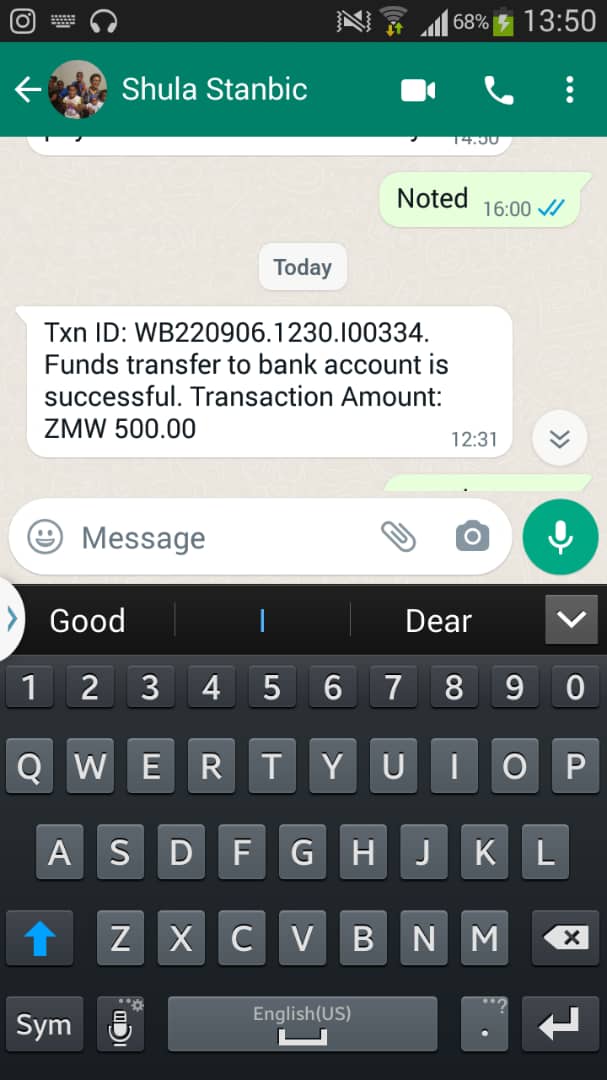 68% 13:50
Shula Stanbic
14:50
Noted 16:00
Today
Txn ID: WB220906.1230.I00334.
Funds transfer to bank account is
successful. Transaction Amount:
ZMW 500.00
12:31
Message
Good I Dear
1 2 3 4 5 6 7 8 9 0
Q W E R T Y U I O P
A S D F G H J K L
Z X C V B N M
Sym English(US) . ?